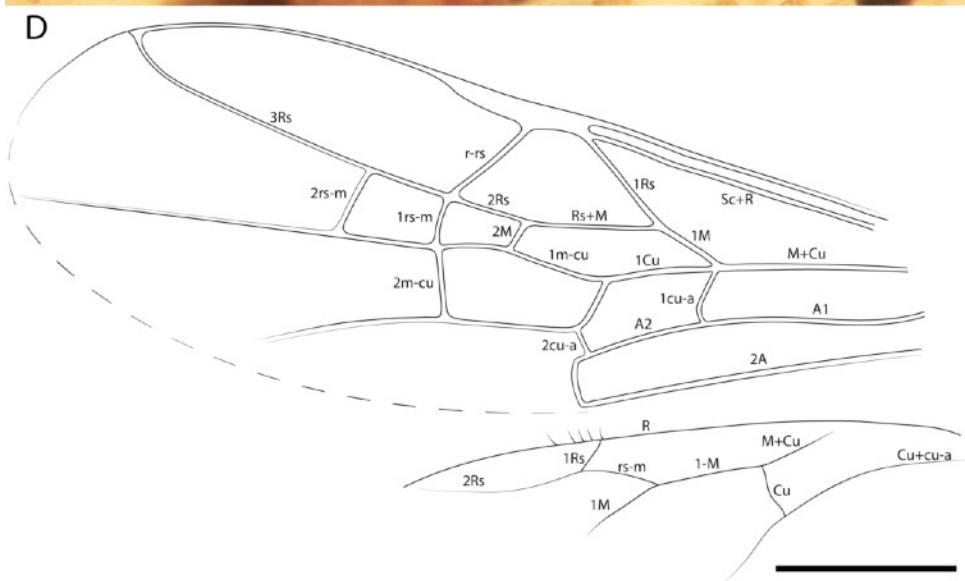 D
3Rs
r-rs
2rs-m
1rs-m
2Rs
2M
Rs+M
1Rs
Sc+R
1M
M+Cu
1m-cu
1Cu
2m-cu
1cu-a
A1
A2
2cu-a
2A
R
M+Cu
Cu+cu-a
1Rs
rs-m
1-M
2Rs
1M
Cu